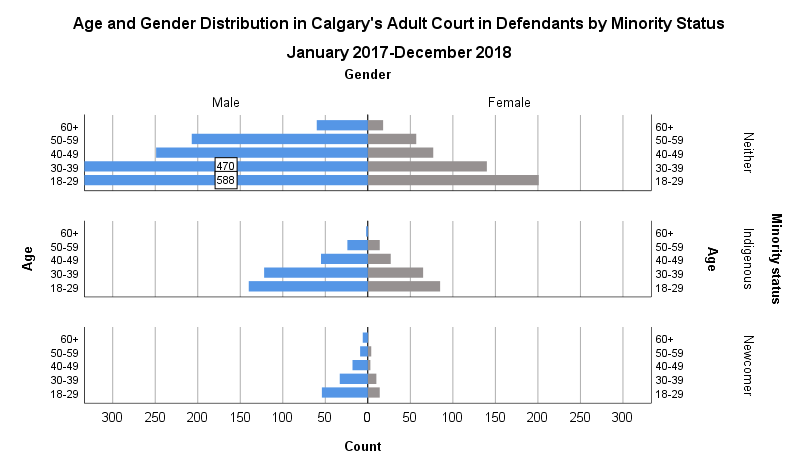 Age and Gender Distribution in Calgary's Adult Court in Defendants by Minority Status
January 2017-December 2018
Gender
Male Female
60+ 60+
50-59 50-59
40-49 40-49
30-39 470 30-39
18-29 588 18-29
Neither
60+ 60+
50-59 50-59
40-49 40-49
30-39 30-39
18-29 18-29
Indigenous
Age
Age
Minority status
60+ 60+
50-59 50-59
40-49 40-49
30-39 30-39
18-29 18-29
Newcomer
300 250 200 150 100 50 0 50 100 150 200 250 300
Count